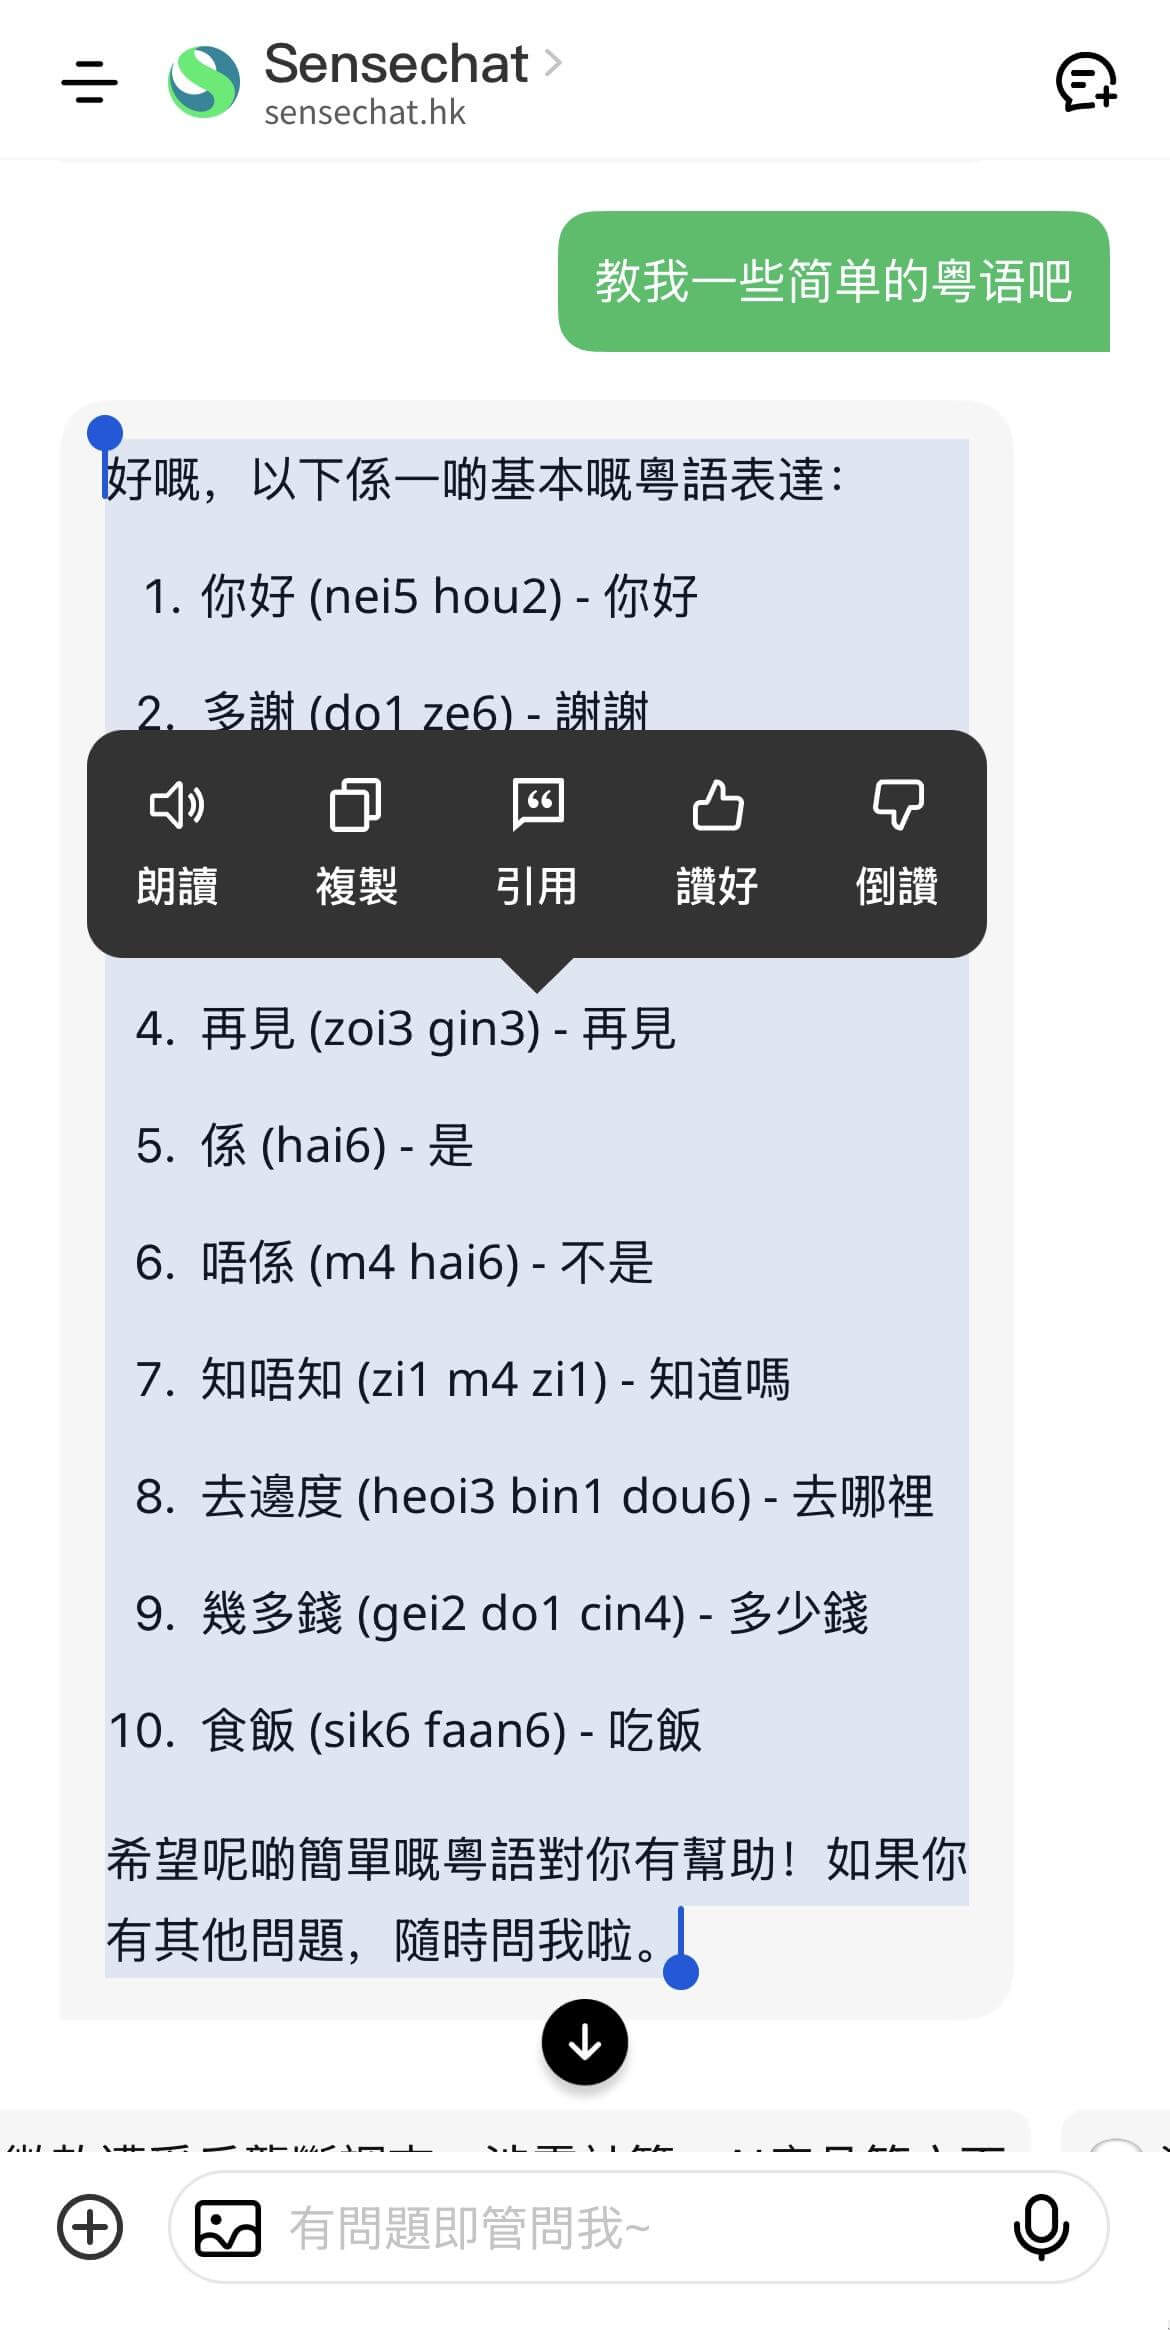 Sensechat
sensechat.hk
教我一些简单的粤语吧
好嘅，以下係一啲基本嘅粵語表達：
1. 你好 (nei5 hou2) - 你好
2. 多謝 (do1 ze6) - 謝謝
朗讀 複製 引用 讚好 倒讚
4. 再見 (zoi3 gin3) - 再見
5. 係 (hai6) - 是
6. 唔係 (m4 hai6) - 不是
7. 知唔知 (zi1 m4 zi1) - 知道嗎
8. 去邊度 (heoi3 bin1 dou6) - 去哪裡
9. 幾多錢 (gei2 do1 cin4) - 多少錢
10. 食飯 (sik6 faan6) - 吃飯
希望呢啲簡單嘅粵語對你有幫助！如果你
有其他問題，隨時問我啦。
有問題即管問我~